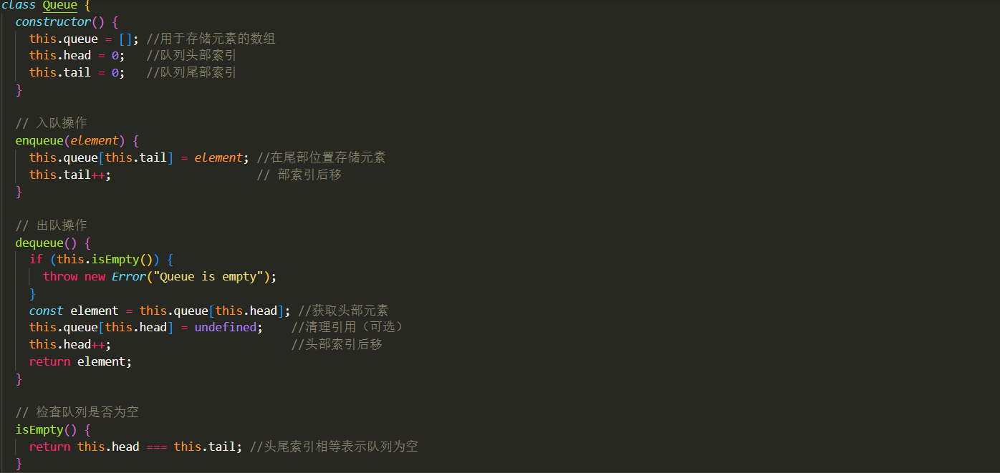 class Queue {
  constructor() {
    this.queue = []; //用于存储元素的数组
    this.head = 0;   //队列头部索引
    this.tail = 0;   //队列尾部索引
  }

  // 入队操作
  enqueue(element) {
    this.queue[this.tail] = element; //在尾部位置存储元素
    this.tail++;                     // 部索引后移
  }

  // 出队操作
  dequeue() {
    if (this.isEmpty()) {
      throw new Error("Queue is empty");
    }
    const element = this.queue[this.head]; //获取头部元素
    this.queue[this.head] = undefined;    //清理引用（可选）
    this.head++;                          //头部索引后移
    return element;
  }

  // 检查队列是否为空
  isEmpty() {
    return this.head === this.tail; //头尾索引相等表示队列为空
  }